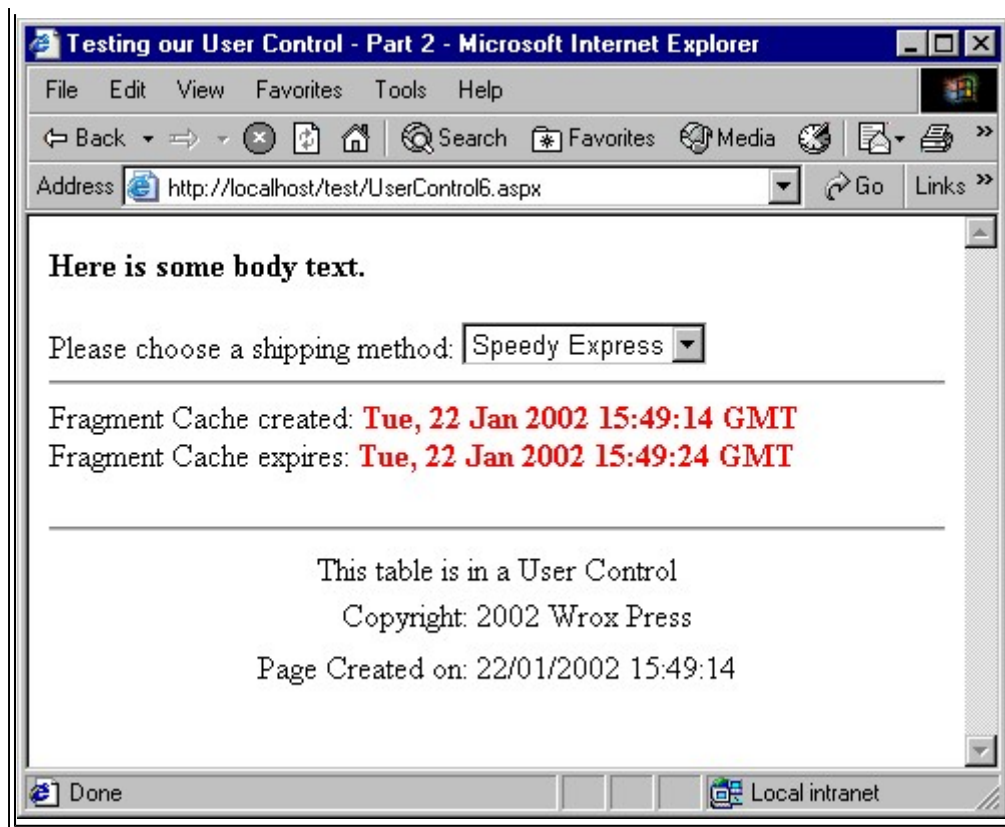 Testing our User Control - Part 2 - Microsoft Internet Explorer
File Edit View Favorites Tools Help
Back Search Favorites Media »
Address http://localhost/test/UserControl6.aspx Go Links »
Here is some body text.
Please choose a shipping method: Speedy Express
Fragment Cache created: Tue, 22 Jan 2002 15:49:14 GMT
Fragment Cache expires: Tue, 22 Jan 2002 15:49:24 GMT
This table is in a User Control
Copyright: 2002 Wrox Press
Page Created on: 22/01/2002 15:49:14
Done Local intranet